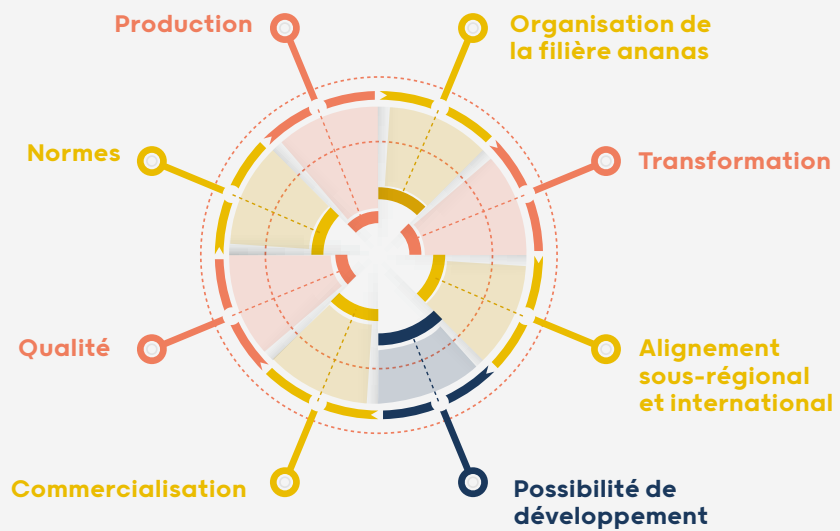 Production
Organisation de
la filière ananas
Normes
Transformation
Qualité
Alignement
sous-régional
et international
Commercialisation
Possibilité de
développement